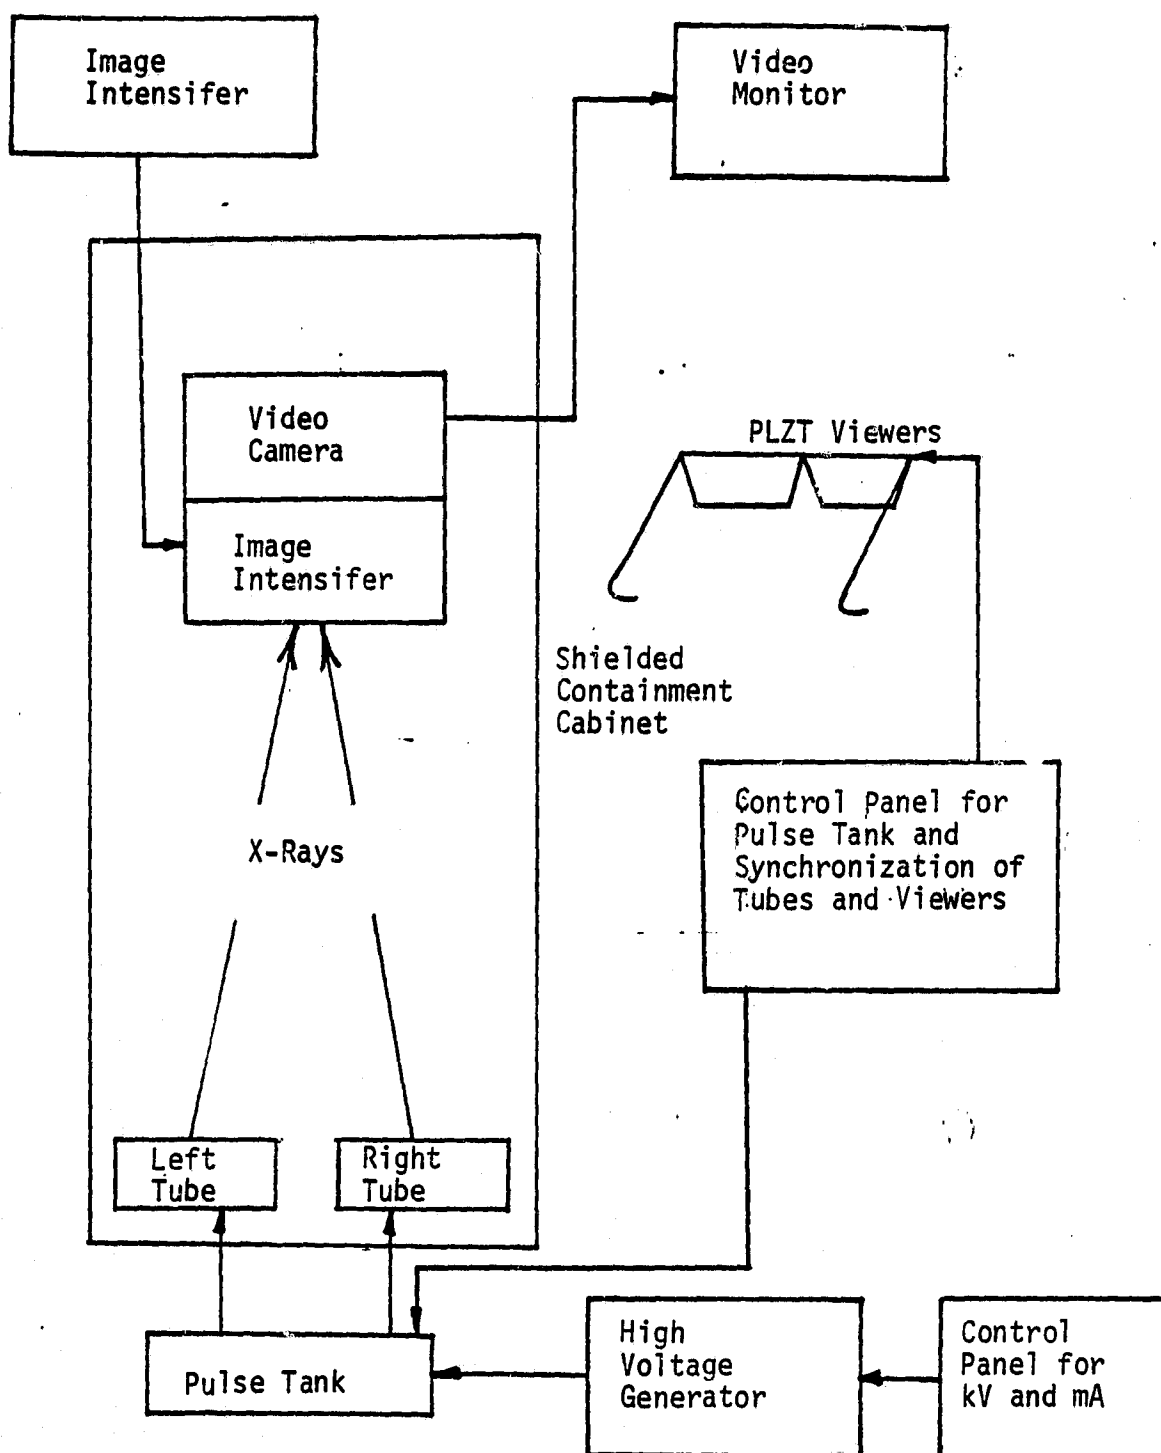 Image
Intensifer
Video
Monitor
Video
Camera
PLZT Viewers
Image
Intensifer
Shielded
Containment
Cabinet
Control Panel for
Pulse Tank and
Synchronization of
Tubes and Viewers
X-Rays
Left
Tube
Right
Tube
Pulse Tank
High
Voltage
Generator
Control
Panel for
kV and mA